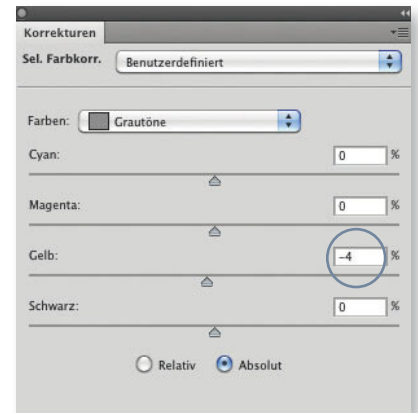 Korrekturen
Sel. Farbkorr. Benutzerdefiniert
Farben: Grautöne
Cyan: 0 %
Magenta: 0 %
Gelb: -4 %
Schwarz: 0 %
Relativ Absolut